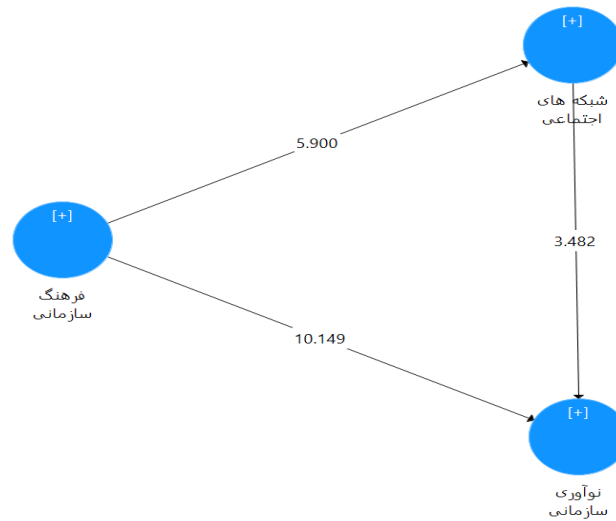 [+]
شبکه های
اجتماعی
5.900
[+]
3.482
فرهنگ
سازمانی
10.149
[+]
نوآوری
سازمانی